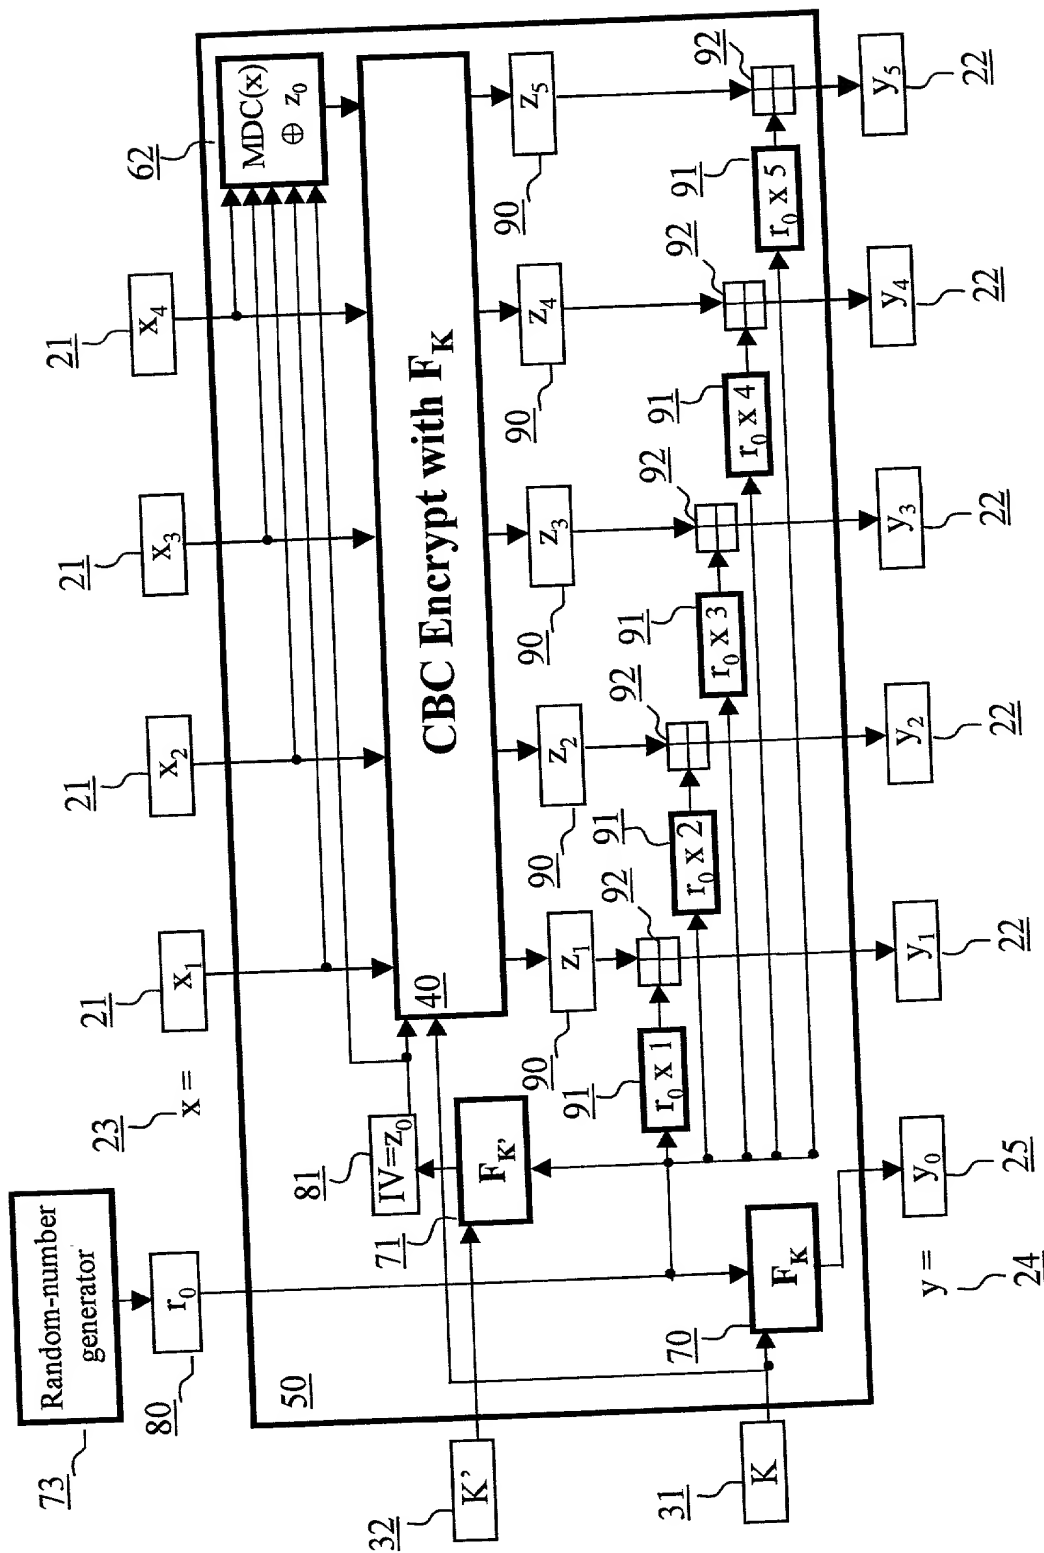 73
Random-number
generator
80
r0
23
x =
21
x1
21
x2
21
x3
21
x4
50
62
MDC(x)
⊕ z0
81
IV=z0
40
CBC Encrypt with FK
32
K'
71
FK'
90
z1
90
z2
90
z3
90
z4
90
z5
91
r0 x 1
91
r0 x 2
91
r0 x 3
91
r0 x 4
91
r0 x 5
92
92
92
92
92
31
K
70
FK
24
y =
y0
25
y1
22
y2
22
y3
22
y4
22
y5
22